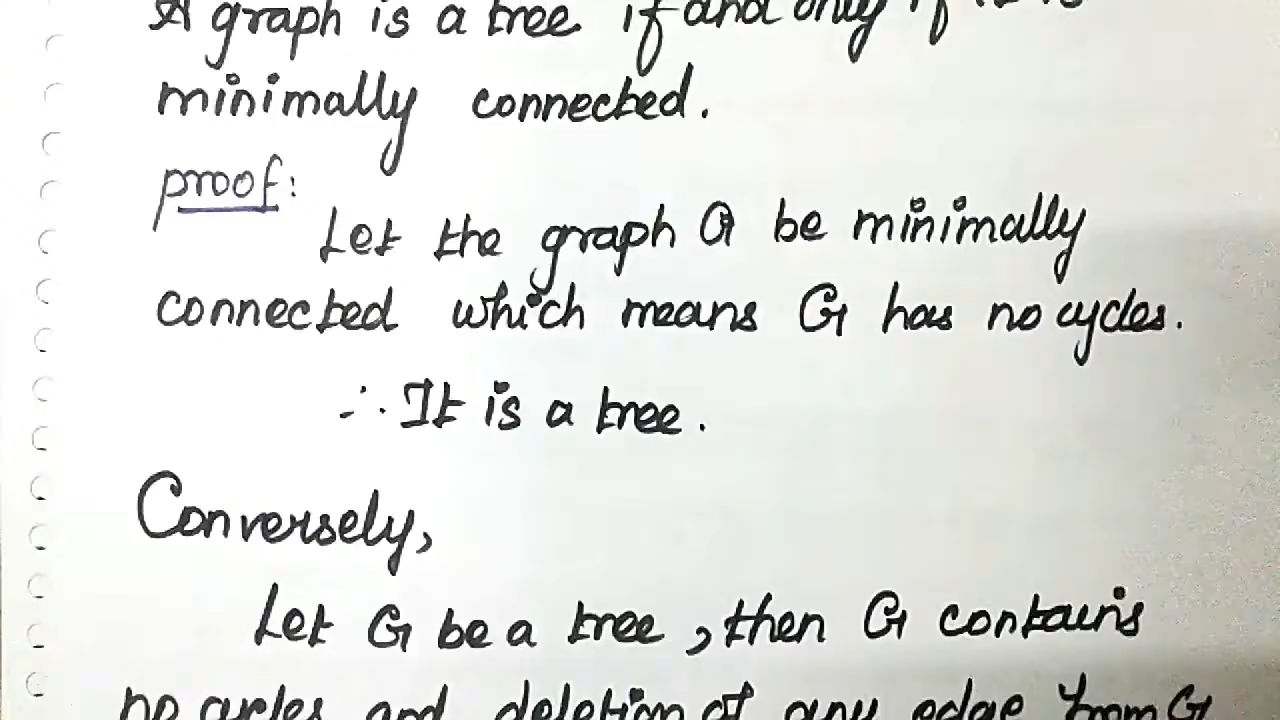 A graph is a tree if and only if it is
minimally connected.
proof:
Let the graph G be minimally
connected which means G has no cycles.
∴ It is a tree.
Conversely,
Let G be a tree, then G contains
no cycles and deletion of any edge from G